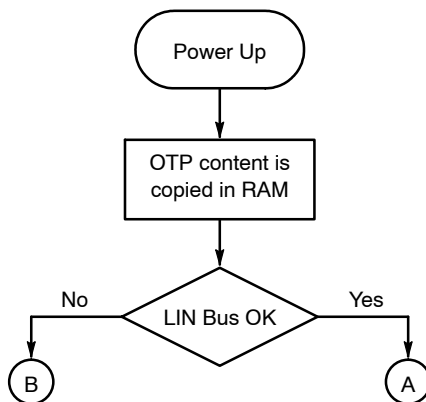 Power Up
OTP content is
copied in RAM
No
Yes
LIN Bus OK
B
A